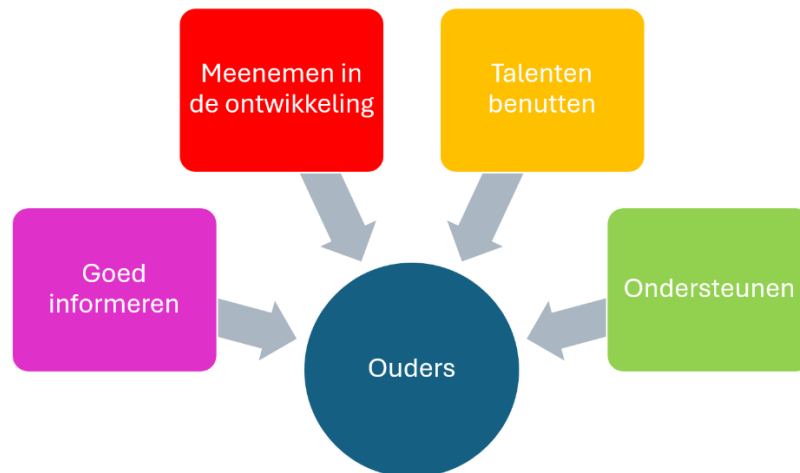 Meenemen in
de ontwikkeling
Talenten
benutten
Goed
informeren
Ondersteunen
Ouders